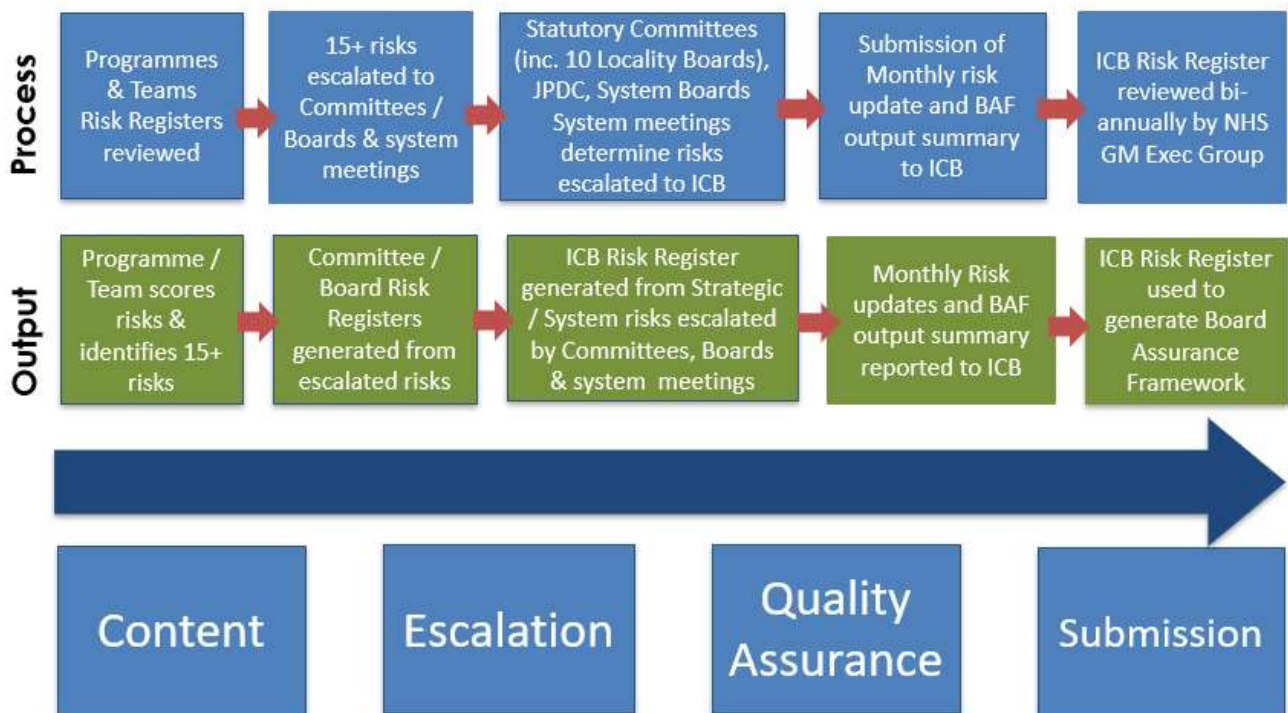 Process
Programmes
& Teams
Risk Registers
reviewed
15+ risks
escalated to
Committees /
Boards & system
meetings
Statutory Committees
(inc. 10 Locality Boards),
JPDC, System Boards
System meetings
determine risks
escalated to ICB
Submission of
Monthly risk
update and BAF
output summary
to ICB
ICB Risk Register
reviewed bi-
annually by NHS
GM Exec Group
Output
Programme /
Team scores
risks &
identifies 15+
risks
Committee /
Board Risk
Registers
generated from
escalated risks
ICB Risk Register
generated from Strategic
/ System risks escalated
by Committees, Boards
& system meetings
Monthly Risk
updates and BAF
output summary
reported to ICB
ICB Risk Register
used to
generate Board
Assurance
Framework
Content
Escalation
Quality
Assurance
Submission